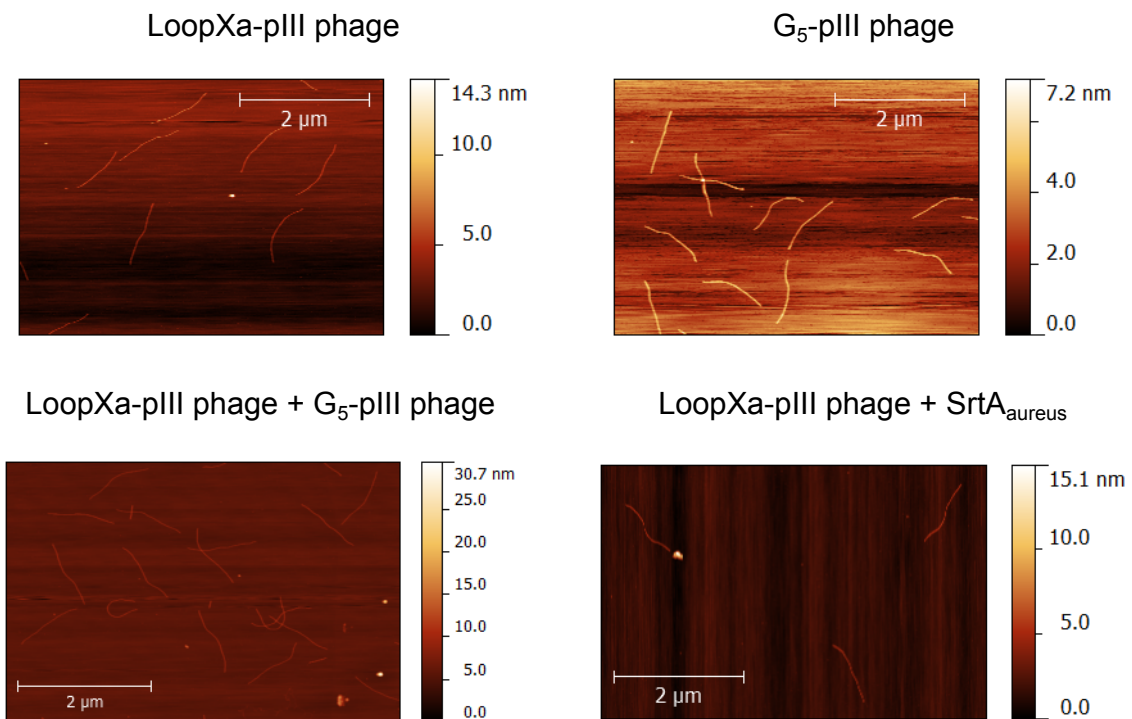 LoopXa-pIII phage
14.3 nm
10.0
5.0
0.0
2 µm
G₅-pIII phage
7.2 nm
4.0
2.0
0.0
2 µm
LoopXa-pIII phage + G₅-pIII phage
30.7 nm
25.0
20.0
15.0
10.0
5.0
0.0
2 µm
LoopXa-pIII phage + SrtAaureus
15.1 nm
10.0
5.0
0.0
2 µm